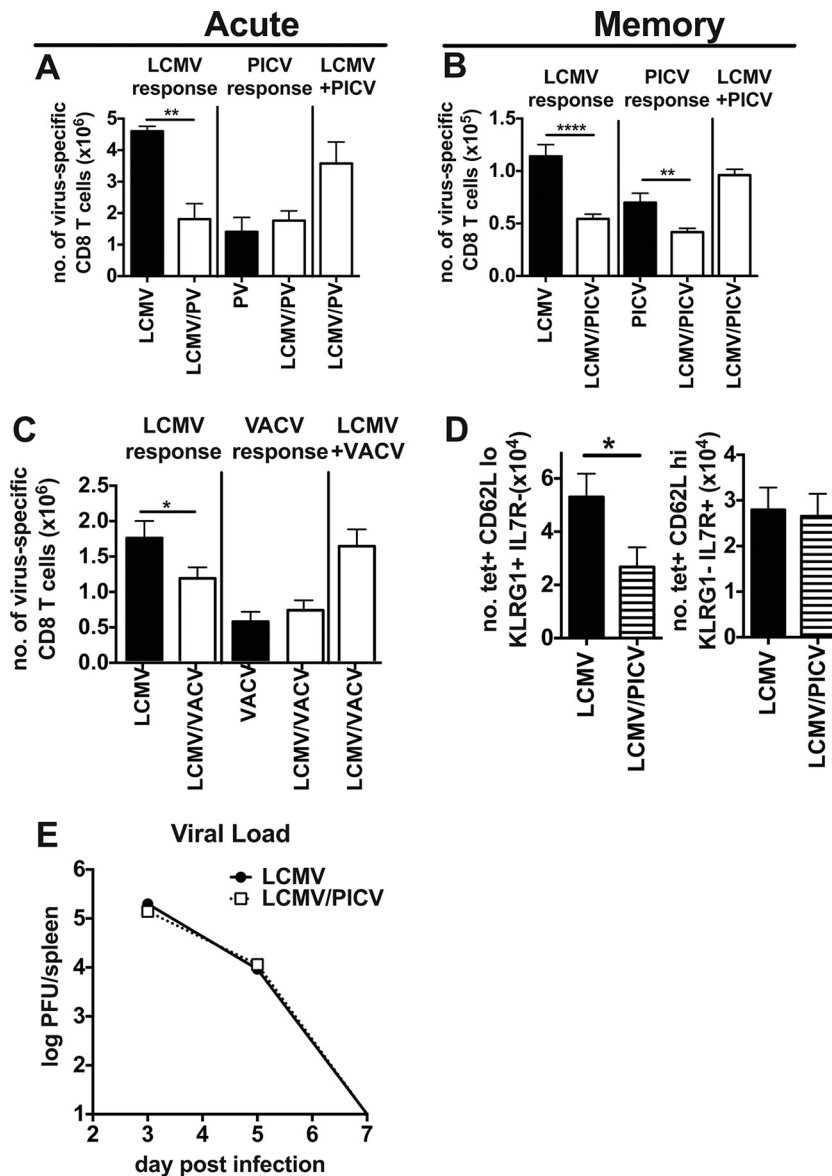 Acute
Memory
A
LCMV response
PICV response
LCMV +PICV
no. of virus-specific
CD8 T cells (x10⁶)
5
4
3
2
1
0
**
LCMV
LCMV/PV
PV
LCMV/PV
LCMV/PV
B
LCMV response
PICV response
LCMV +PICV
no. of virus-specific
CD8 T cells (x10⁵)
1.5
1.0
0.5
0.0
****
**
LCMV
LCMV/PICV
PICV
LCMV/PICV
LCMV/PICV
C
LCMV response
VACV response
LCMV +VACV
no. of virus-specific
CD8 T cells (x10⁶)
2.5
2.0
1.5
1.0
0.5
0.0
*
LCMV
LCMV/VACV
VACV
LCMV/VACV
LCMV/VACV
D
no. tet+ CD62L lo
KLRG1+ IL7R-(x10⁴)
6
4
2
0
*
LCMV
LCMV/PICV
no. tet+ CD62L hi
KLRG1- IL7R+ (x10⁴)
4
3
2
1
0
LCMV
LCMV/PICV
E
Viral Load
LCMV
LCMV/PICV
log PFU/spleen
6
5
4
3
2
1
2 3 4 5 6 7
day post infection